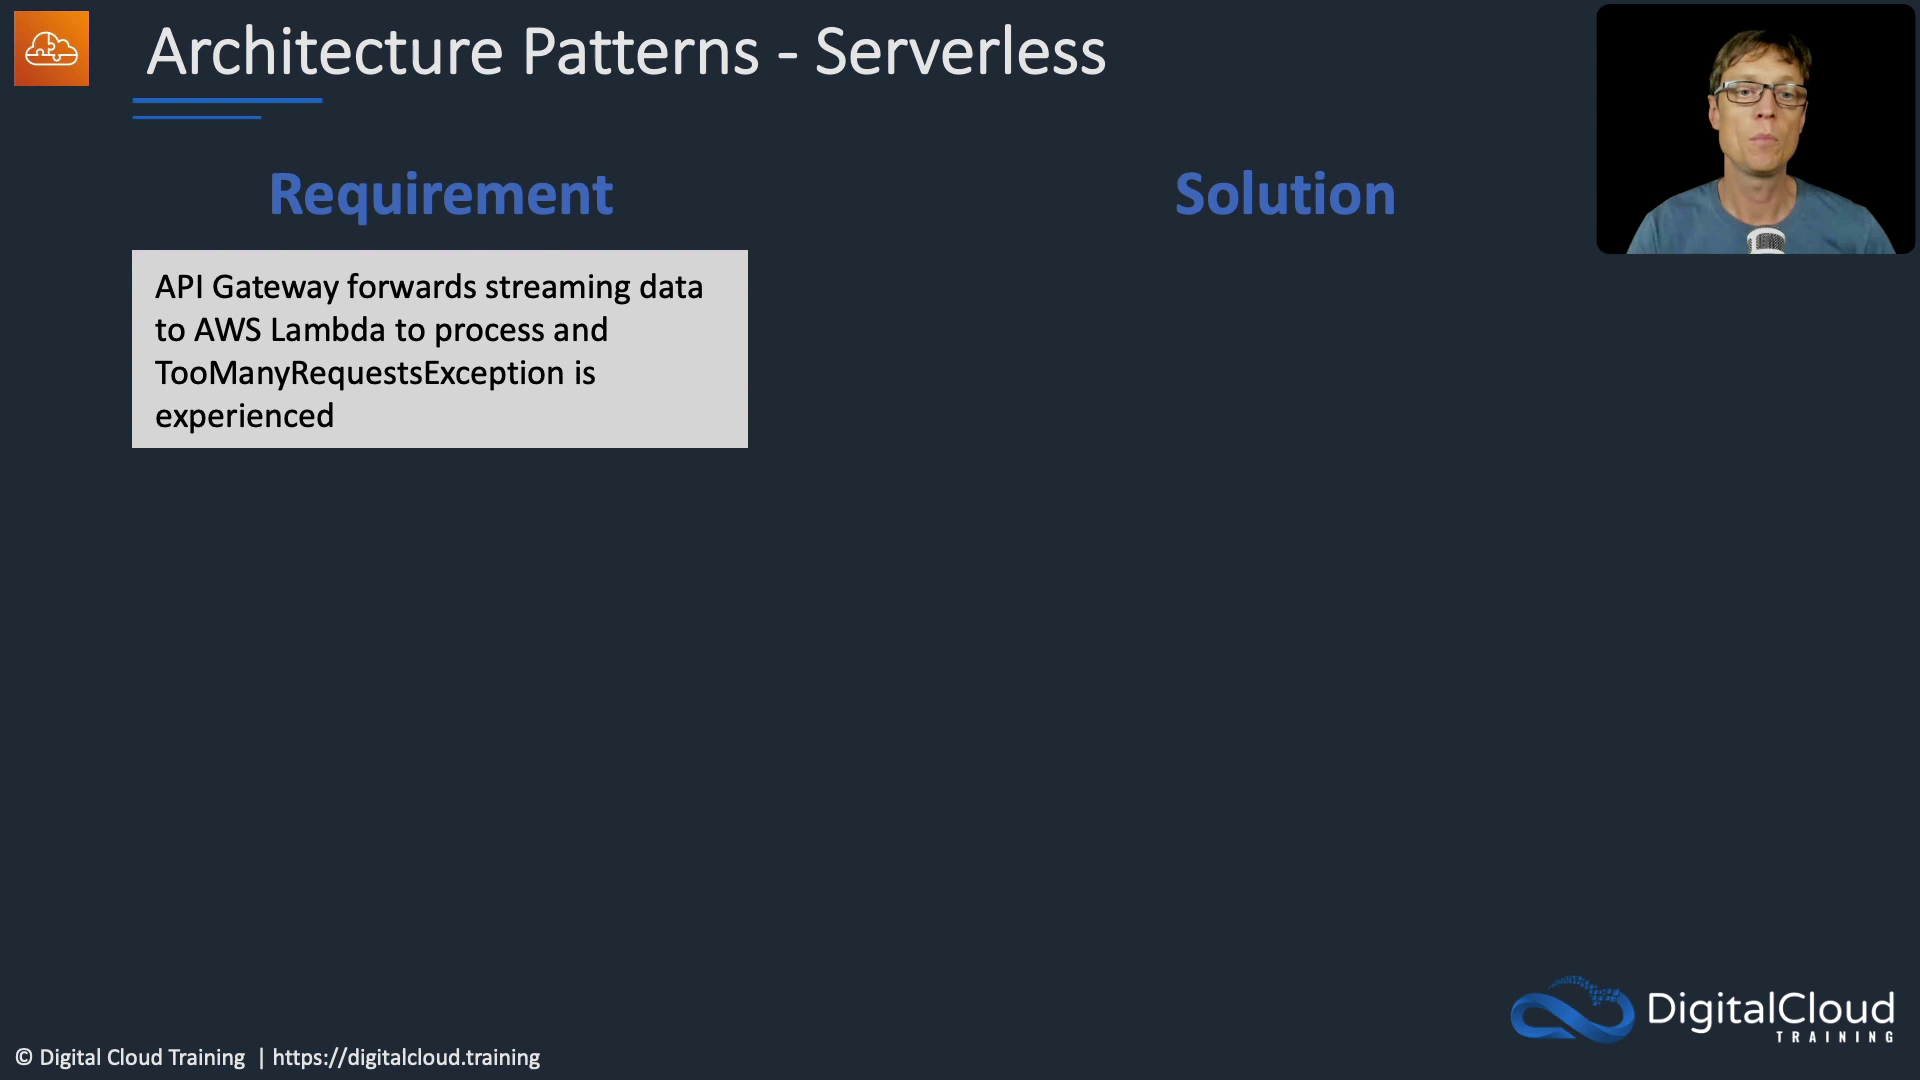 Architecture Patterns - Serverless
Requirement
Solution
API Gateway forwards streaming data
to AWS Lambda to process and
TooManyRequestsException is
experienced
DigitalCloud
TRAINING
© Digital Cloud Training | https://digitalcloud.training